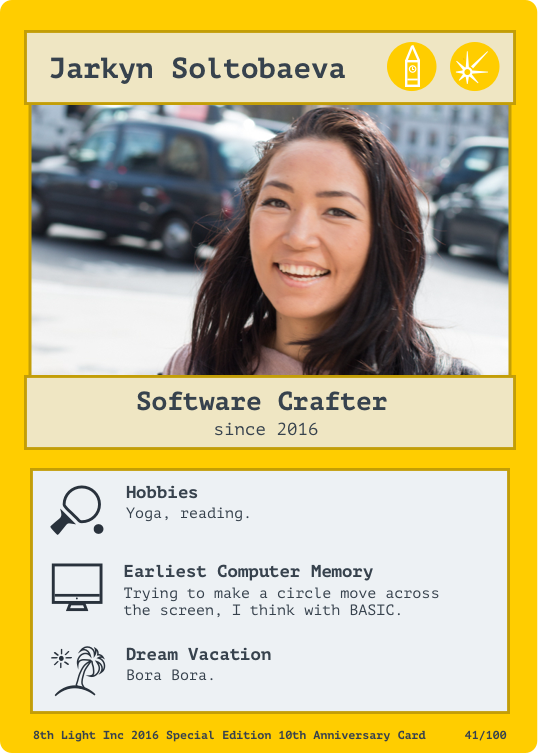 Jarkyn Soltobaeva
Software Crafter
since 2016
Hobbies
Yoga, reading.
Earliest Computer Memory
Trying to make a circle move across
the screen, I think with BASIC.
Dream Vacation
Bora Bora.
8th Light Inc 2016 Special Edition 10th Anniversary Card 41/100